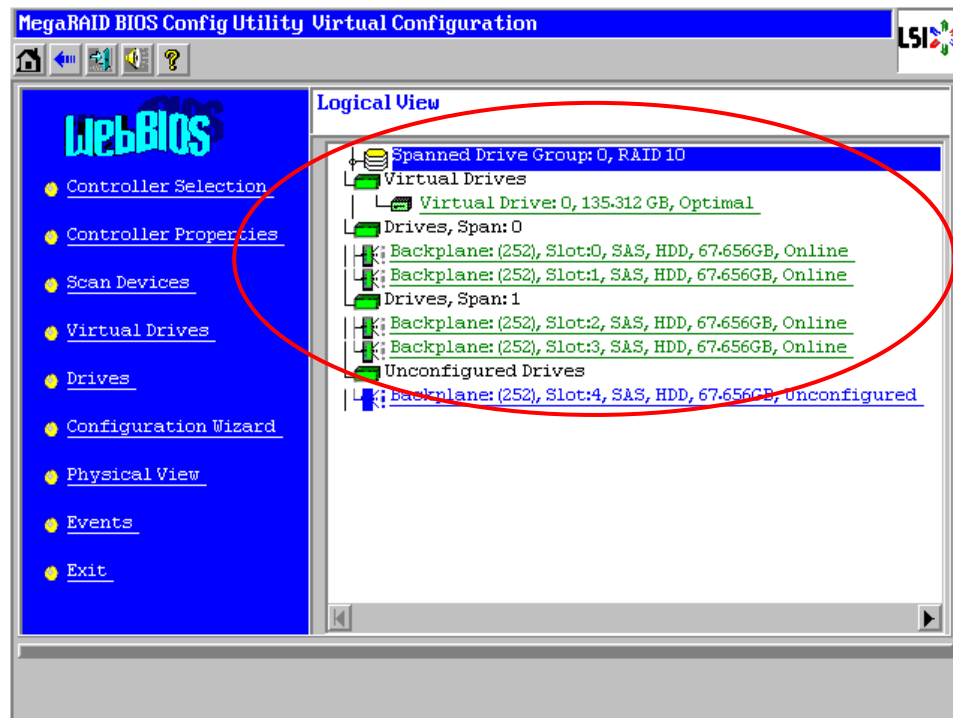 MegaRAID BIOS Config Utility Virtual Configuration
LSI
?
WebBIOS
Controller Selection
Controller Properties
Scan Devices
Virtual Drives
Drives
Configuration Wizard
Physical View
Events
Exit
Logical View
Spanned Drive Group: 0, RAID 10
Virtual Drives
Virtual Drive: 0, 135.312 GB, Optimal
Drives, Span: 0
Backplane: (252), Slot:0, SAS, HDD, 67.656GB, Online
Backplane: (252), Slot:1, SAS, HDD, 67.656GB, Online
Drives, Span: 1
Backplane: (252), Slot:2, SAS, HDD, 67.656GB, Online
Backplane: (252), Slot:3, SAS, HDD, 67.656GB, Online
Unconfigured Drives
Backplane: (252), Slot:4, SAS, HDD, 67.656GB, Unconfigured